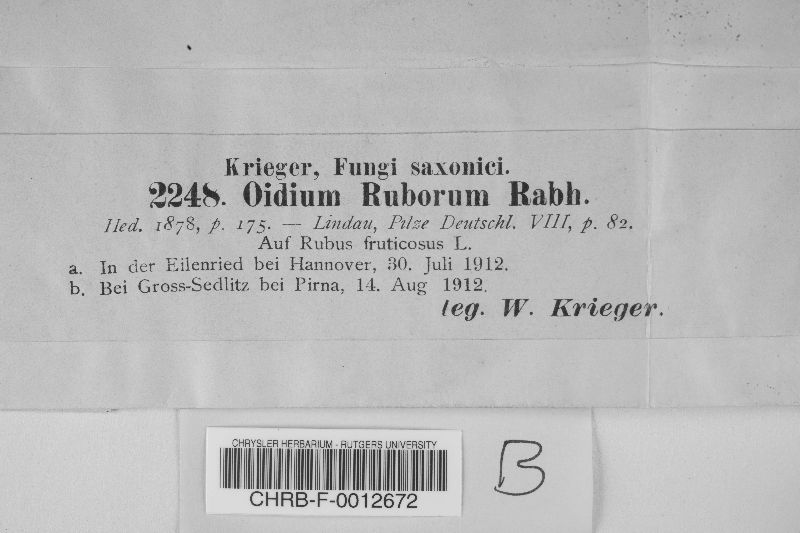 Krieger, Fungi saxonici.
2248. Oidium Ruborum Rabh.
Hed. 1878, p. 175. — Lindau, Pilze Deutschl. VIII, p. 82.
Auf Rubus fruticosus L.
a. In der Eilenried bei Hannover, 30. Juli 1912.
b. Bei Gross-Sedlitz bei Pirna, 14. Aug 1912.
leg. W. Krieger.
CHRYSLER HERBARIUM - RUTGERS UNIVERSITY
CHRB-F-0012672
B